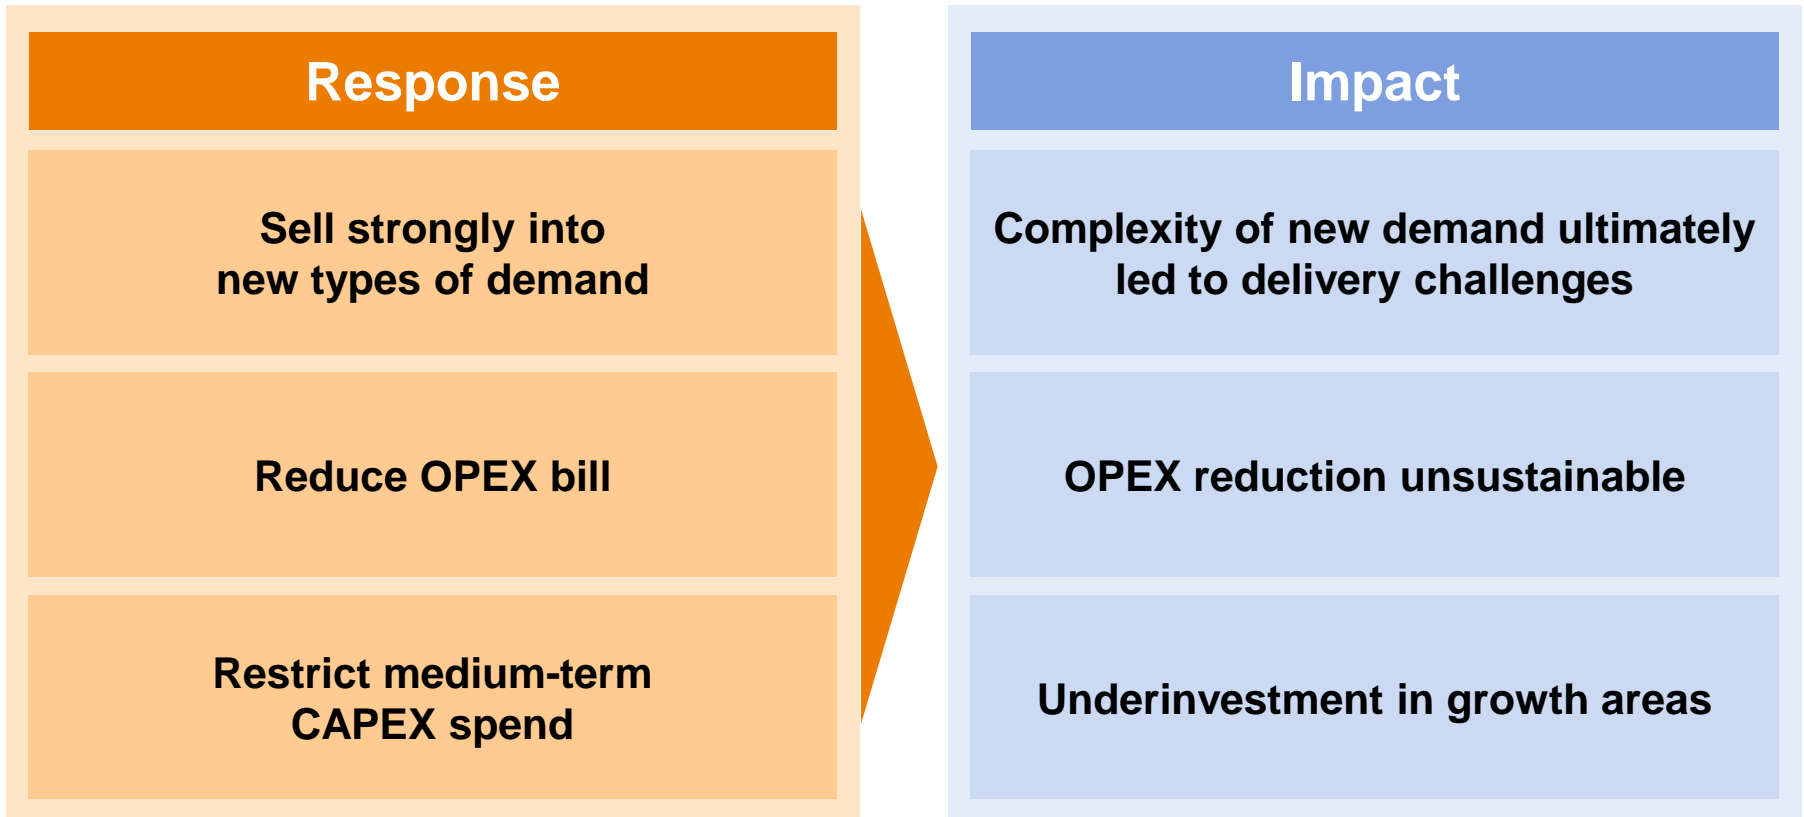 Response
Sell strongly into
new types of demand
Reduce OPEX bill
Restrict medium-term
CAPEX spend
Impact
Complexity of new demand ultimately
led to delivery challenges
OPEX reduction unsustainable
Underinvestment in growth areas